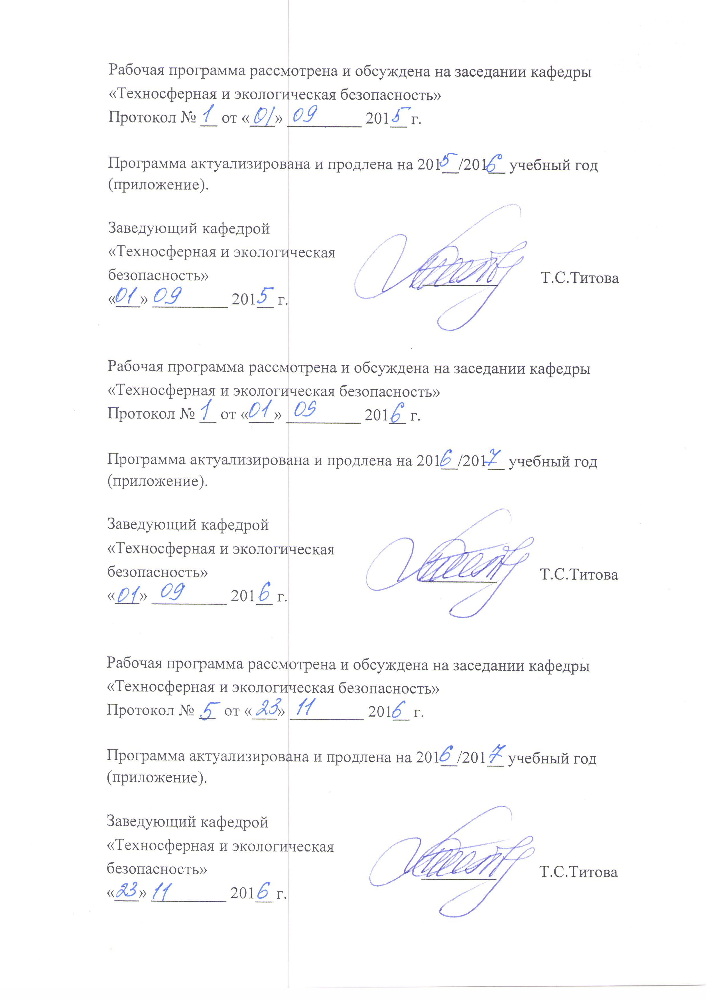 Рабочая программа рассмотрена и обсуждена на заседании кафедры
«Техносферная и экологическая безопасность»
Протокол № 1 от «01» 09 2015 г.
Программа актуализирована и продлена на 2015/2016 учебный год
(приложение).
Заведующий кафедрой
«Техносферная и экологическая
безопасность» Т.С.Титова
«01» 09 2015 г.
Рабочая программа рассмотрена и обсуждена на заседании кафедры
«Техносферная и экологическая безопасность»
Протокол № 1 от «01» 09 2016 г.
Программа актуализирована и продлена на 2016/2017 учебный год
(приложение).
Заведующий кафедрой
«Техносферная и экологическая
безопасность» Т.С.Титова
«01» 09 2016 г.
Рабочая программа рассмотрена и обсуждена на заседании кафедры
«Техносферная и экологическая безопасность»
Протокол № 5 от «23» 11 2016 г.
Программа актуализирована и продлена на 2016/2017 учебный год
(приложение).
Заведующий кафедрой
«Техносферная и экологическая
безопасность» Т.С.Титова
«23» 11 2016 г.